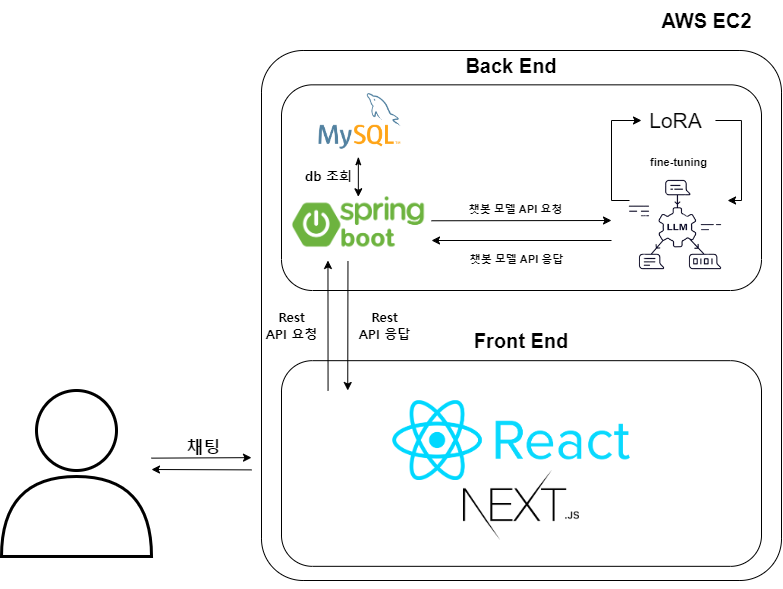 AWS EC2
Back End
MySQL
LoRA
fine-tuning
db 조회
spring
boot
챗봇 모델 API 요청
LLM
챗봇 모델 API 응답
0101
Rest
API 요청
Rest
API 응답
Front End
채팅
React
NEXT.JS